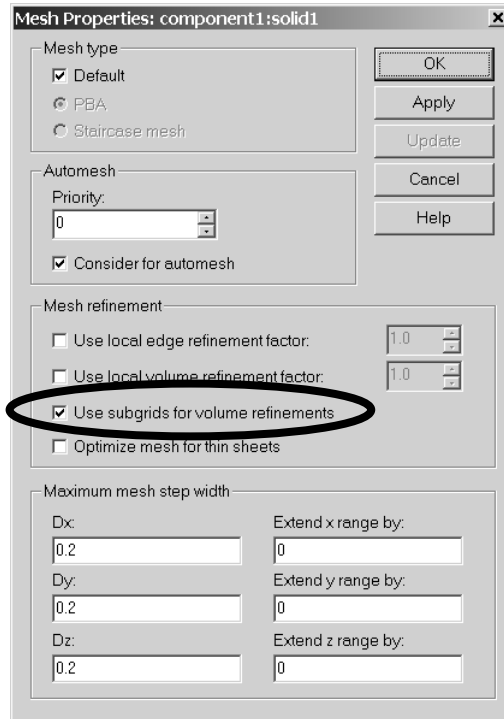 Mesh Properties: component1:solid1
Mesh type
Default
PBA
Staircase mesh
OK
Apply
Update
Cancel
Help
Automesh
Priority:
0
Consider for automesh
Mesh refinement
Use local edge refinement factor: 1.0
Use local volume refinement factor: 1.0
Use subgrids for volume refinements
Optimize mesh for thin sheets
Maximum mesh step width
Dx: Extend x range by:
0.2 0
Dy: Extend y range by:
0.2 0
Dz: Extend z range by:
0.2 0